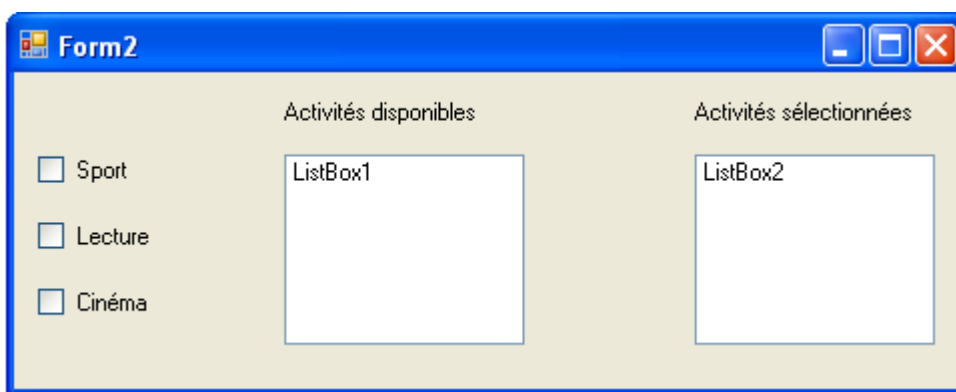 Form2
Activités disponibles
Activités sélectionnées
Sport
ListBox1
ListBox2
Lecture
Cinéma